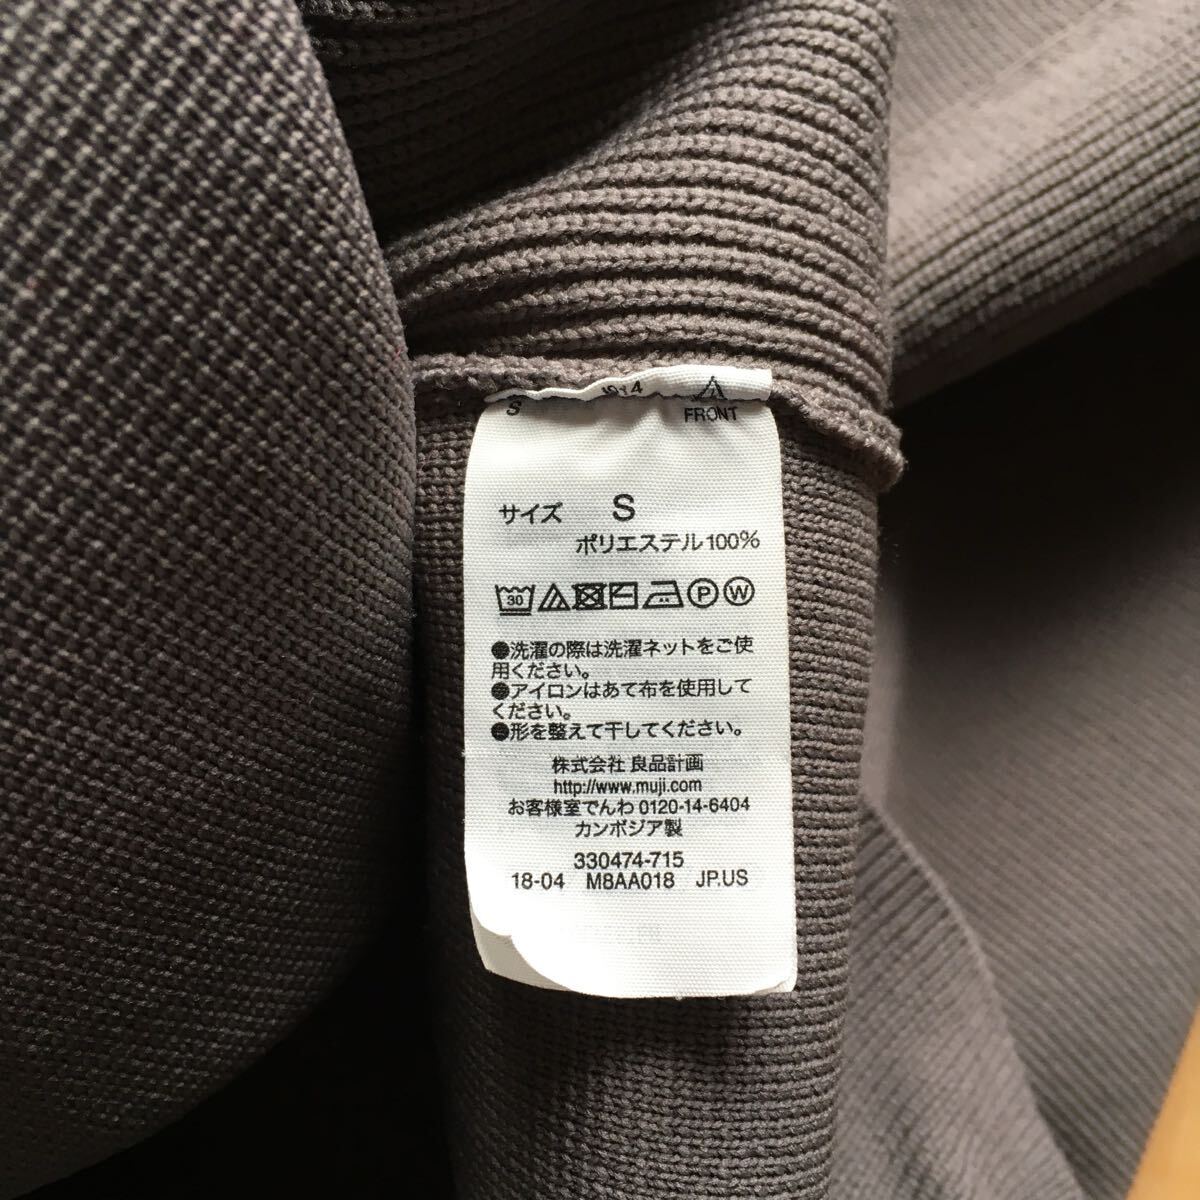 S
FRONT
サイズ S
ポリエステル100%
30 P W
●洗濯の際は洗濯ネットをご使
用ください。
●アイロンはあて布を使用して
ください。
●形を整えて干してください。
株式会社 良品計画
http://www.muji.com
お客様室でんわ 0120-14-6404
カンボジア製
330474-715
18-04 M8AA018 JP.US